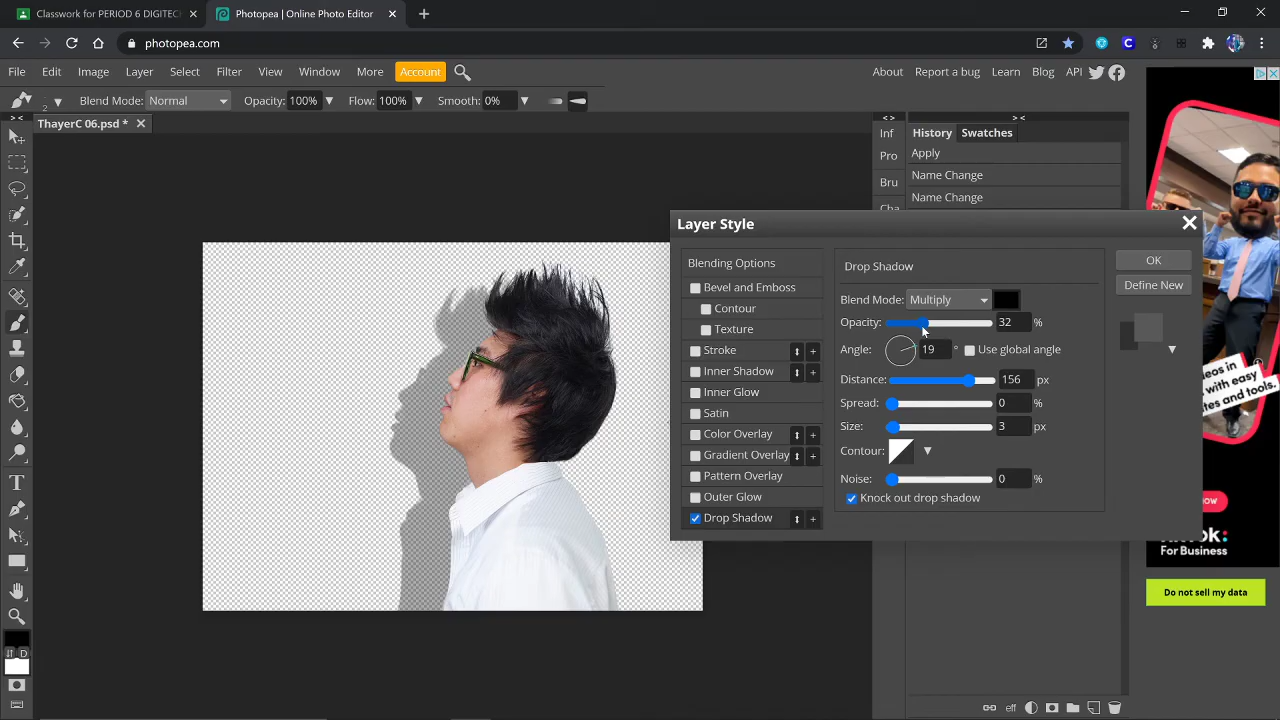 Classwork for PERIOD 6 DIGITECH
Photopea | Online Photo Editor
photopea.com
File Edit Image Layer Select Filter View Window More Account
About Report a bug Learn Blog API
2 Blend Mode: Normal Opacity: 100% Flow: 100% Smooth: 0%
ThayerC 06.psd *
< > > <
Inf
Pro
Bru
Cha
History Swatches
Apply
Name Change
Name Change
Layer Style
Blending Options
Bevel and Emboss
Contour
Texture
Stroke
Inner Shadow
Inner Glow
Satin
Color Overlay
Gradient Overlay
Pattern Overlay
Outer Glow
Drop Shadow
Drop Shadow
Blend Mode: Multiply
Opacity: 32 %
Angle: 19 ° Use global angle
Distance: 156 px
Spread: 0 %
Size: 3 px
Contour:
Noise: 0 %
Knock out drop shadow
OK
Define New
with easy
and tools.
For Business
Do not sell my data
T
D
eff